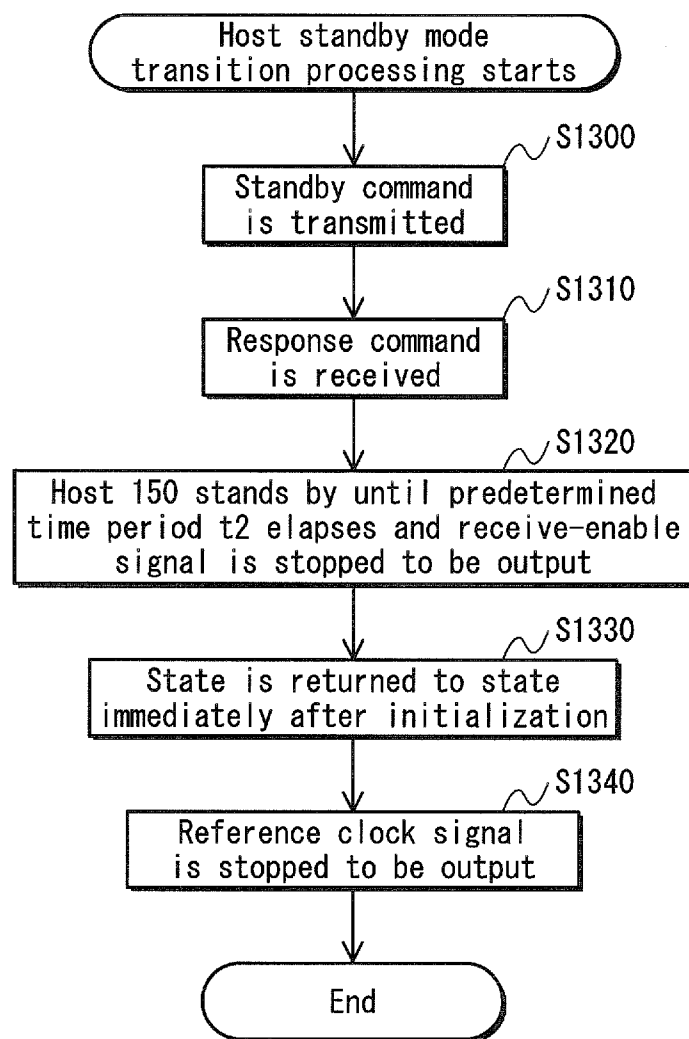 Host standby mode
transition processing starts
S1300
Standby command
is transmitted
S1310
Response command
is received
S1320
Host 150 stands by until predetermined
time period t2 elapses and receive-enable
signal is stopped to be output
S1330
State is returned to state
immediately after initialization
S1340
Reference clock signal
is stopped to be output
End